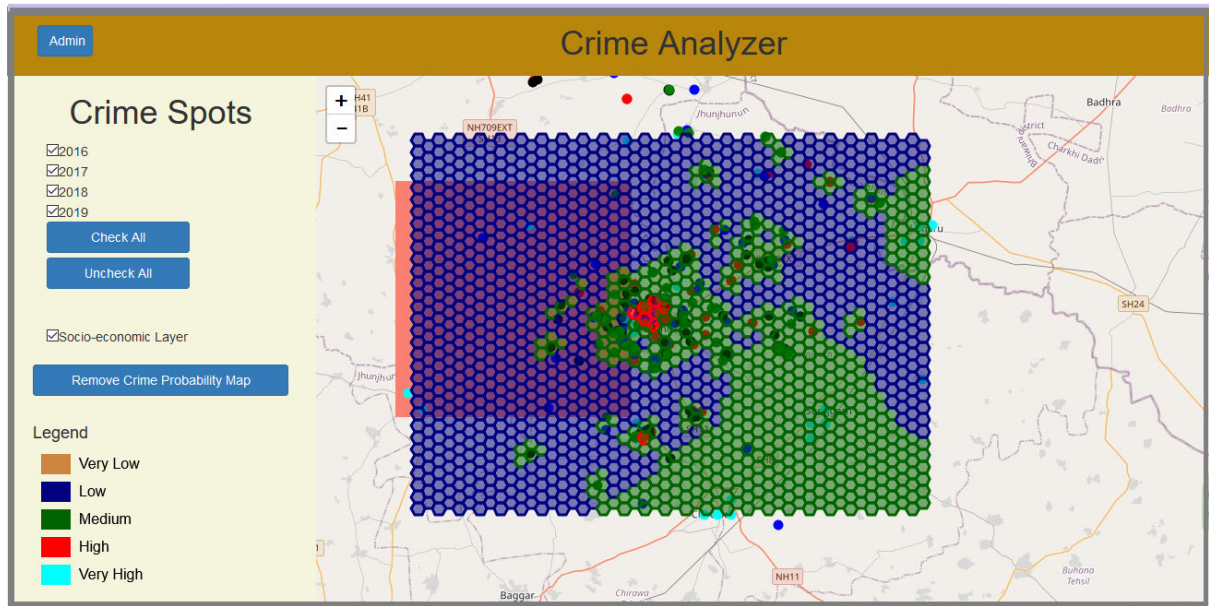 Admin
Crime Analyzer
Crime Spots
2016
2017
2018
2019
Check All
Uncheck All
Socio-economic Layer
Remove Crime Probability Map
Legend
Very Low
Low
Medium
High
Very High
+
−
NH709EXT
Jhunjhunun
district
Bhiwani
Charkhi Dadri
Badhra
Badhra
SH24
NH11
Baggar
Chirawa
Buhana
Tehsil